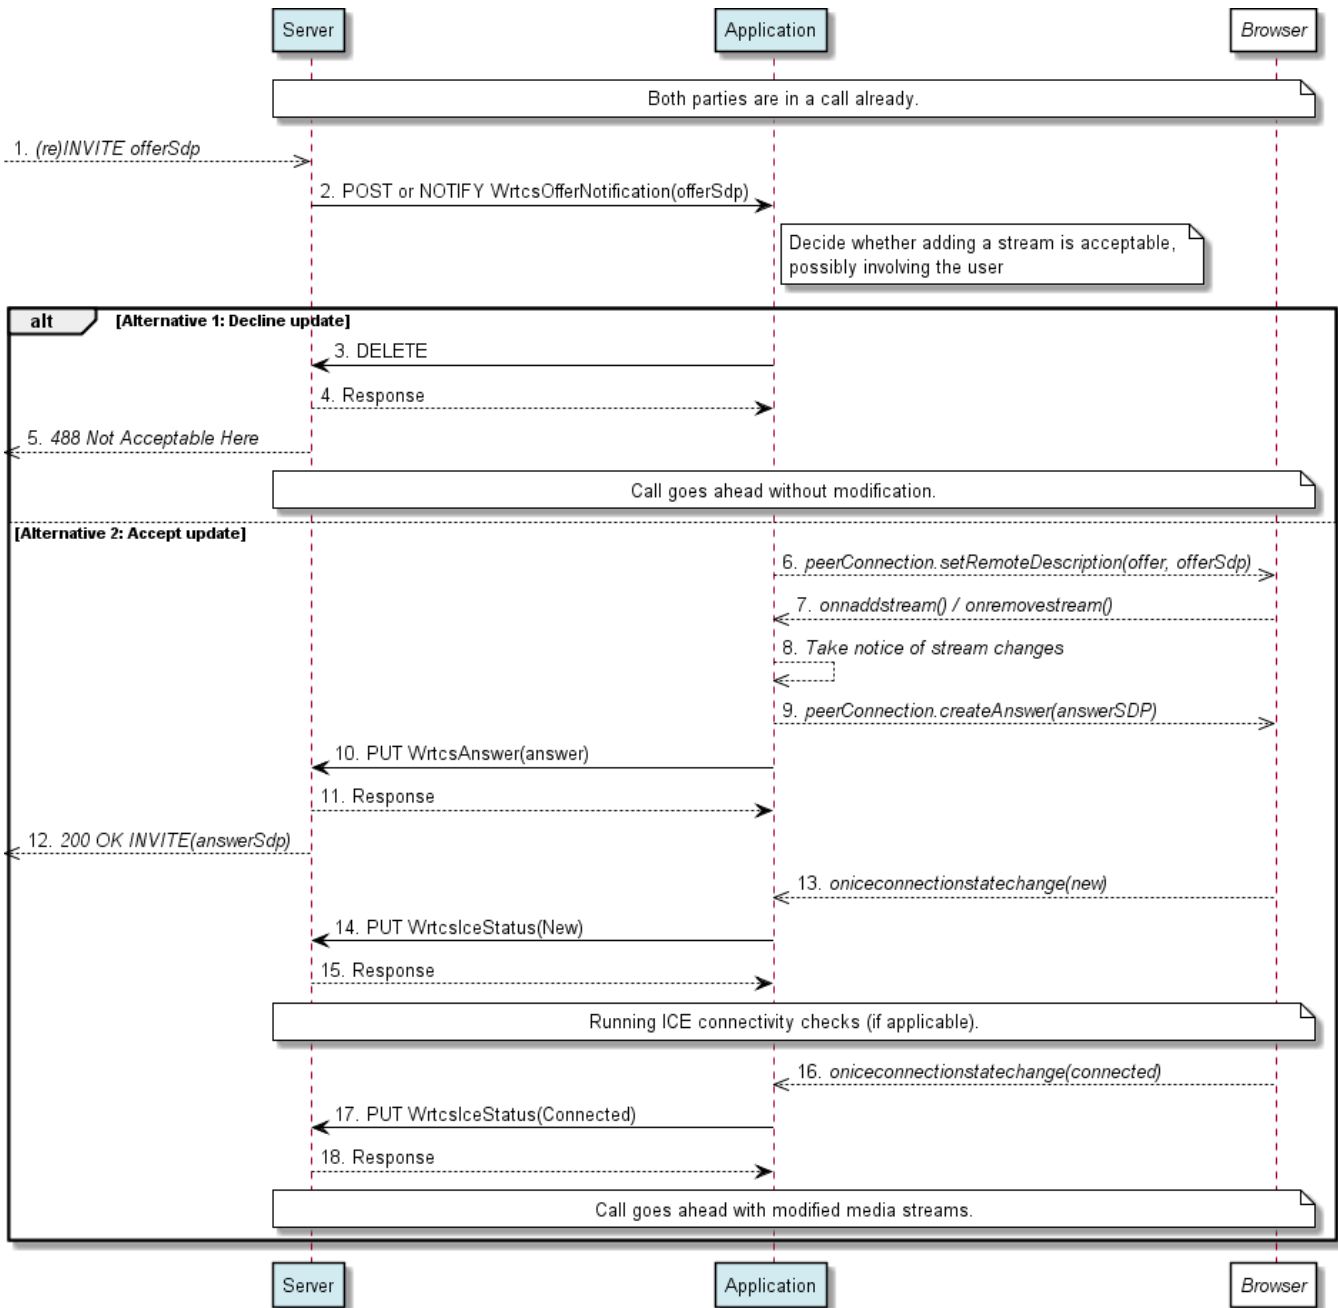 Server
Application
Browser
Both parties are in a call already.
1. (re)INVITE offerSdp
2. POST or NOTIFY WrtcsOfferNotification(offerSdp)
Decide whether adding a stream is acceptable,
possibly involving the user
alt
[Alternative 1: Decline update]
3. DELETE
4. Response
5. 488 Not Acceptable Here
Call goes ahead without modification.
[Alternative 2: Accept update]
6. peerConnection.setRemoteDescription(offer, offerSdp)
7. onnaddstream() / onremovestream()
8. Take notice of stream changes
9. peerConnection.createAnswer(answerSDP)
10. PUT WrtcsAnswer(answer)
11. Response
12. 200 OK INVITE(answerSdp)
13. oniceconnectionstatechange(new)
14. PUT WrtcsIceStatus(New)
15. Response
Running ICE connectivity checks (if applicable).
16. oniceconnectionstatechange(connected)
17. PUT WrtcsIceStatus(Connected)
18. Response
Call goes ahead with modified media streams.
Server
Application
Browser